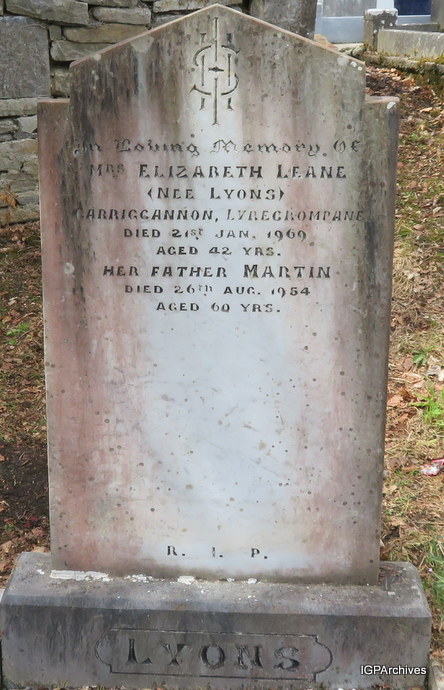 IHS
In Loving Memory Of
MRS ELIZABETH LEANE
(NEE LYONS)
CARRIGCANNON, LYREGROMPANE
DIED 21ST JAN. 1969
AGED 42 YRS.
HER FATHER MARTIN
DIED 26TH AUG. 1954
AGED 60 YRS.
R. I. P.
LYONS
IGPArchives